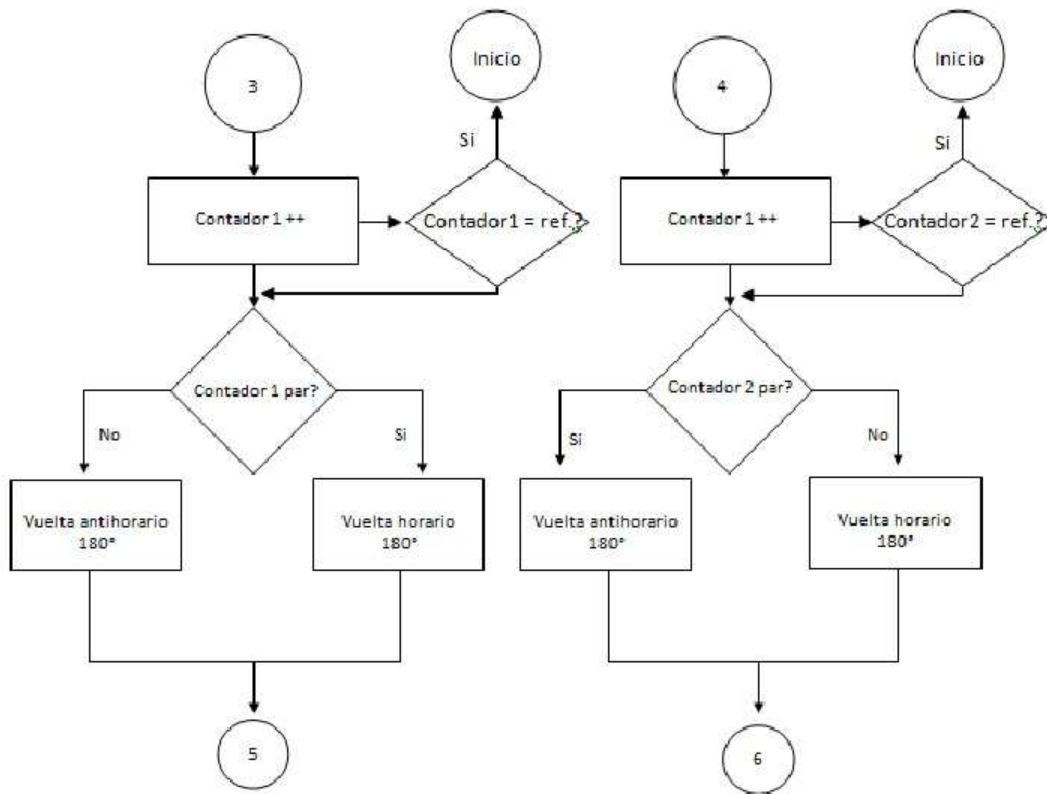 3
Inicio
Si
Contador 1 ++
Contador1 = ref.?
Contador 1 par?
No
Si
Vuelta antihorario
180°
Vuelta horario
180°
5
4
Inicio
Si
Contador 1 ++
Contador2 = ref.?
Contador 2 par?
Si
No
Vuelta antihorario
180°
Vuelta horario
180°
6